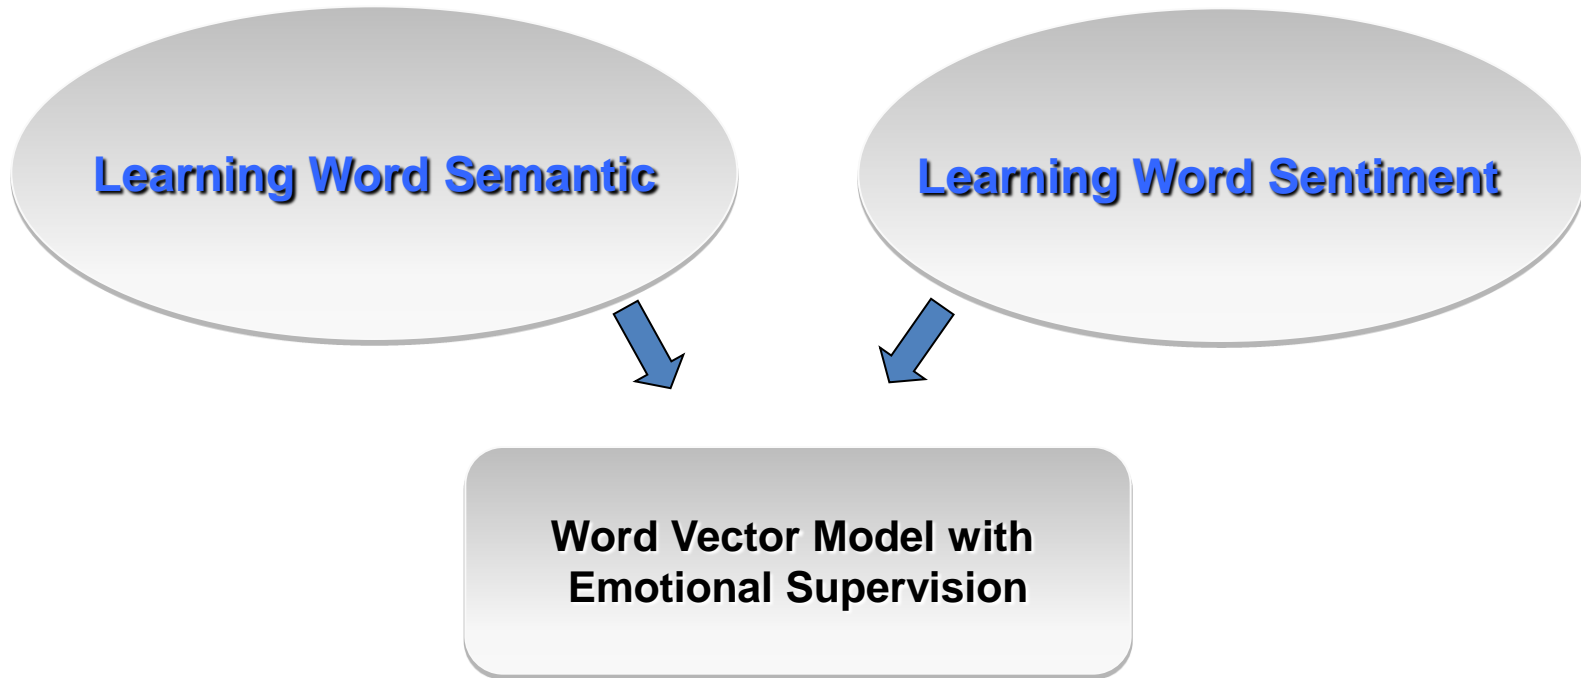 Learning Word Semantic
Learning Word Sentiment
Word Vector Model with
Emotional Supervision